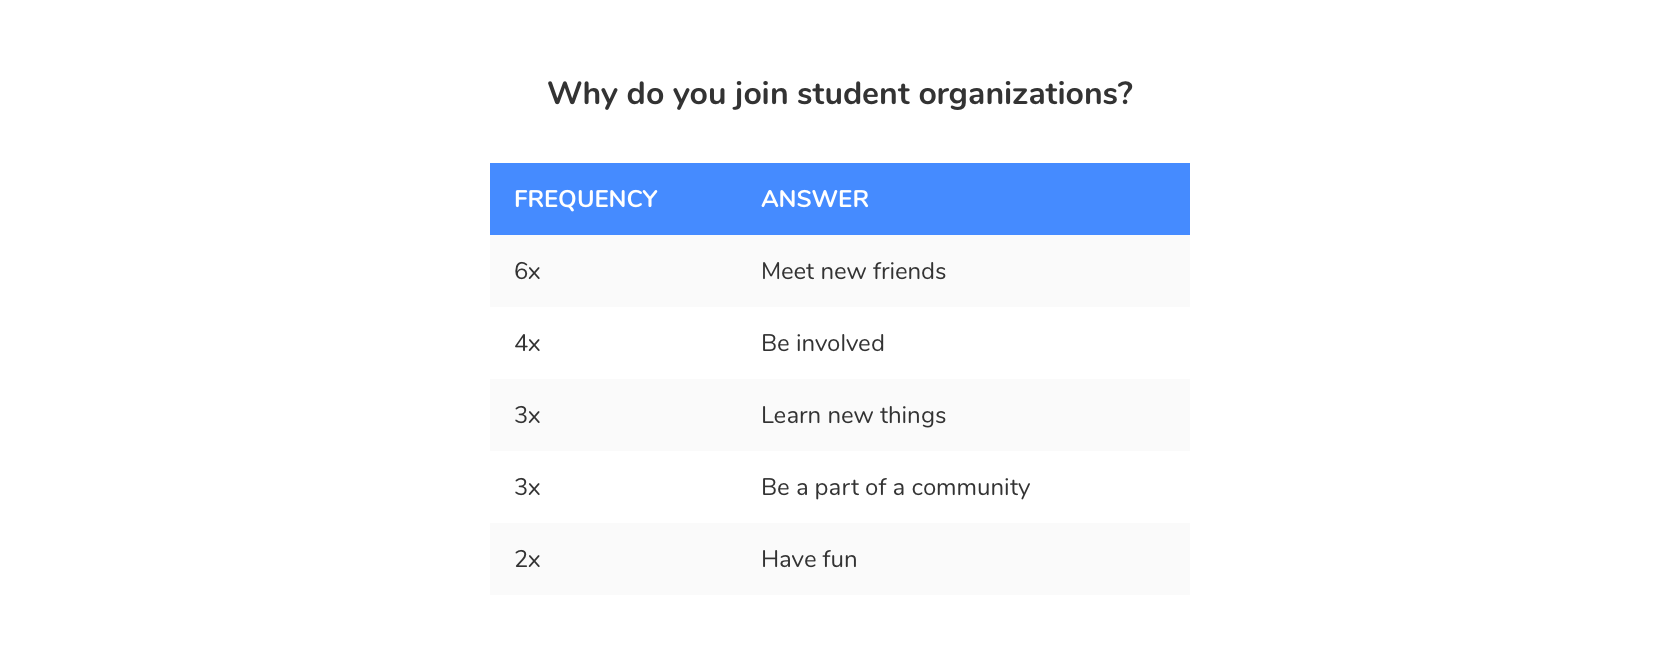 Why do you join student organizations?
FREQUENCY ANSWER
6x Meet new friends
4x Be involved
3x Learn new things
3x Be a part of a community
2x Have fun